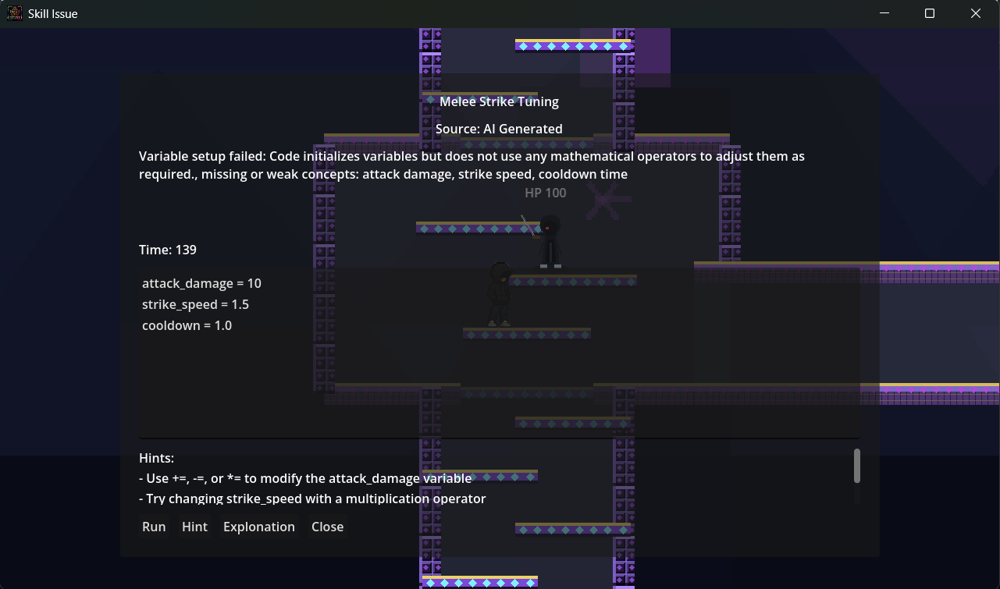 Skill Issue
Melee Strike Tuning
Source: AI Generated
Variable setup failed: Code initializes variables but does not use any mathematical operators to adjust them as
required., missing or weak concepts: attack damage, strike speed, cooldown time
HP 100
Time: 139
attack_damage = 10
strike_speed = 1.5
cooldown = 1.0
Hints:
- Use +=, -=, or *= to modify the attack_damage variable
- Try changing strike_speed with a multiplication operator
Run Hint Explonation Close